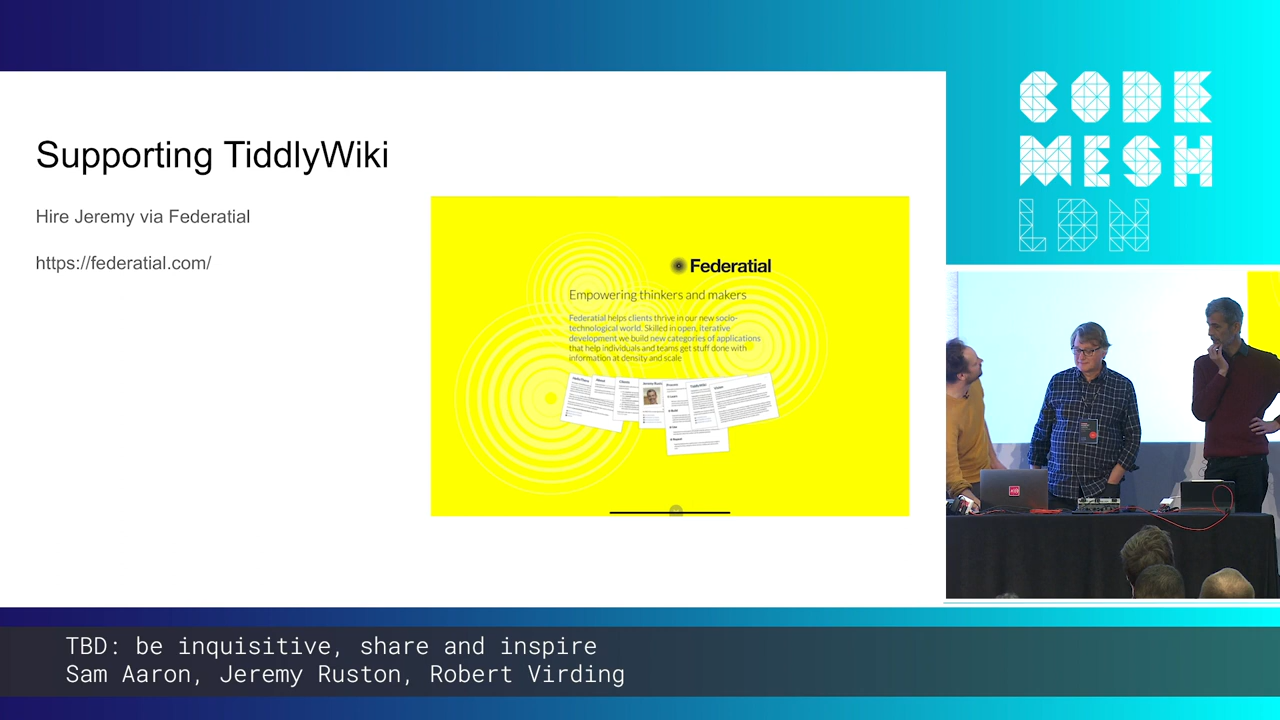 CODE
MESH
LDN
Supporting TiddlyWiki
Hire Jeremy via Federatial
https://federatial.com/
Federatial
Empowering thinkers and makers
Federatial helps clients thrive in our new socio-
technological world. Skilled in open, iterative
development we build new categories of applications
that help individuals and teams get stuff done with
information at density and scale
TBD: be inquisitive, share and inspire
Sam Aaron, Jeremy Ruston, Robert Virding